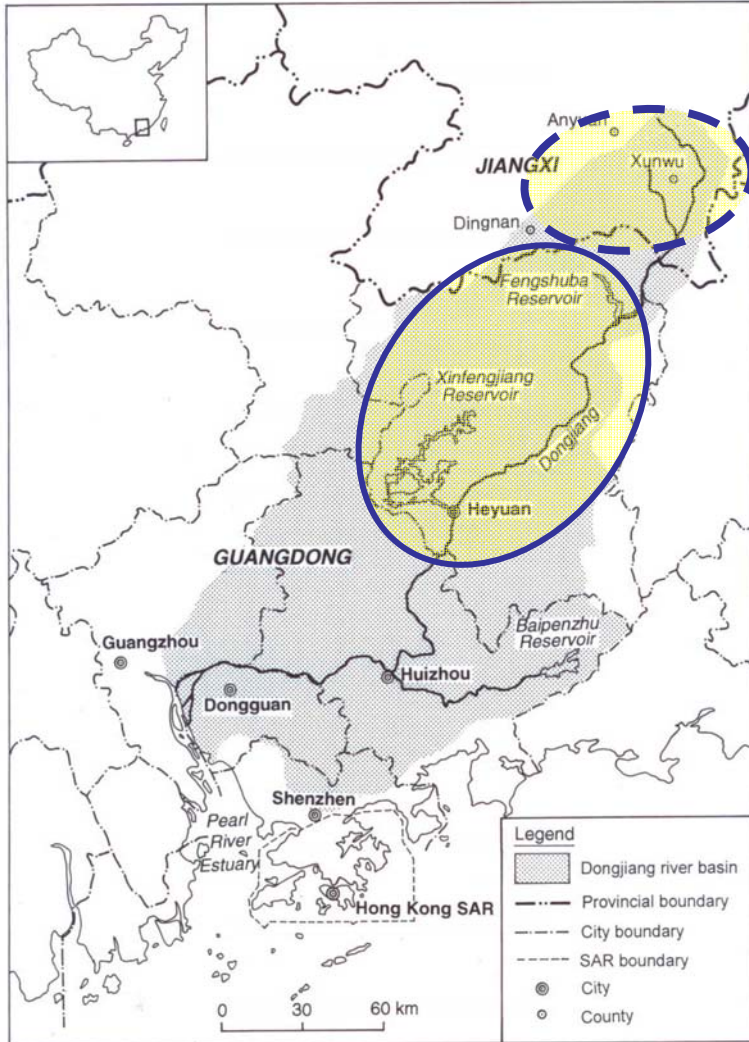 Anyuan
JIANGXI
Xunwu
Dingnan
Fengshuba
Reservoir
Xinfengjiang
Reservoir
Dongjiang
Heyuan
GUANGDONG
Baipenzhu
Reservoir
Guangzhou
Huizhou
Dongguan
Shenzhen
Pearl
River
Estuary
Hong Kong SAR
Legend
Dongjiang river basin
Provincial boundary
City boundary
SAR boundary
City
County
0 30 60 km